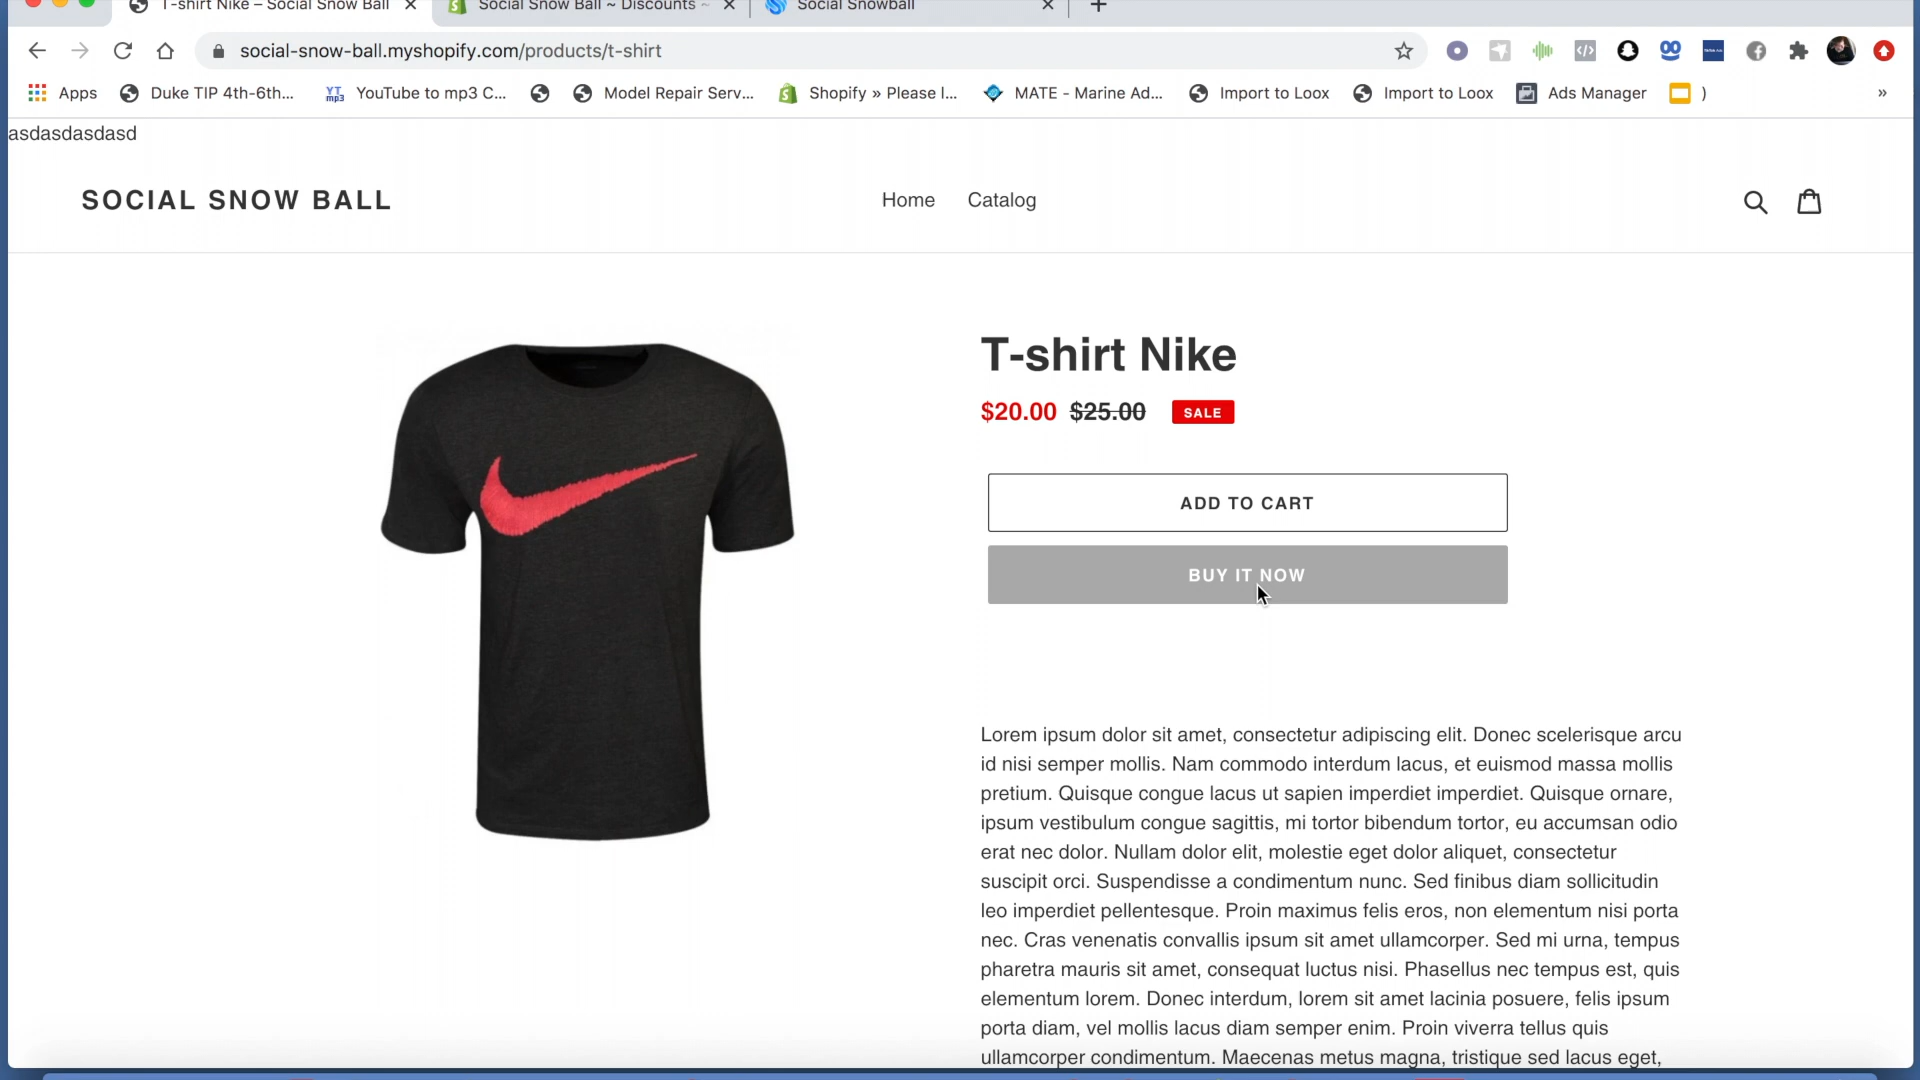 T-shirt Nike – Social Snow Ball
Social Snow Ball ~ Discounts ~
Social Snowball
social-snow-ball.myshopify.com/products/t-shirt
Apps
Duke TIP 4th-6th...
YT mp3
YouTube to mp3 C...
Model Repair Serv...
Shopify » Please l...
MATE - Marine Ad...
Import to Loox
Import to Loox
Ads Manager
)
»
asdasdasdasd
SOCIAL SNOW BALL
Home
Catalog
T-shirt Nike
$20.00 $25.00 SALE
ADD TO CART
BUY IT NOW
Lorem ipsum dolor sit amet, consectetur adipiscing elit. Donec scelerisque arcu
id nisi semper mollis. Nam commodo interdum lacus, et euismod massa mollis
pretium. Quisque congue lacus ut sapien imperdiet imperdiet. Quisque ornare,
ipsum vestibulum congue sagittis, mi tortor bibendum tortor, eu accumsan odio
erat nec dolor. Nullam dolor elit, molestie eget dolor aliquet, consectetur
suscipit orci. Suspendisse a condimentum nunc. Sed finibus diam sollicitudin
leo imperdiet pellentesque. Proin maximus felis eros, non elementum nisi porta
nec. Cras venenatis convallis ipsum sit amet ullamcorper. Sed mi urna, tempus
pharetra mauris sit amet, consequat luctus nisi. Phasellus nec tempus est, quis
elementum lorem. Donec interdum, lorem sit amet lacinia posuere, felis ipsum
porta diam, vel mollis lacus diam semper enim. Proin viverra tellus quis
ullamcorper condimentum. Maecenas metus magna, tristique sed lacus eget,